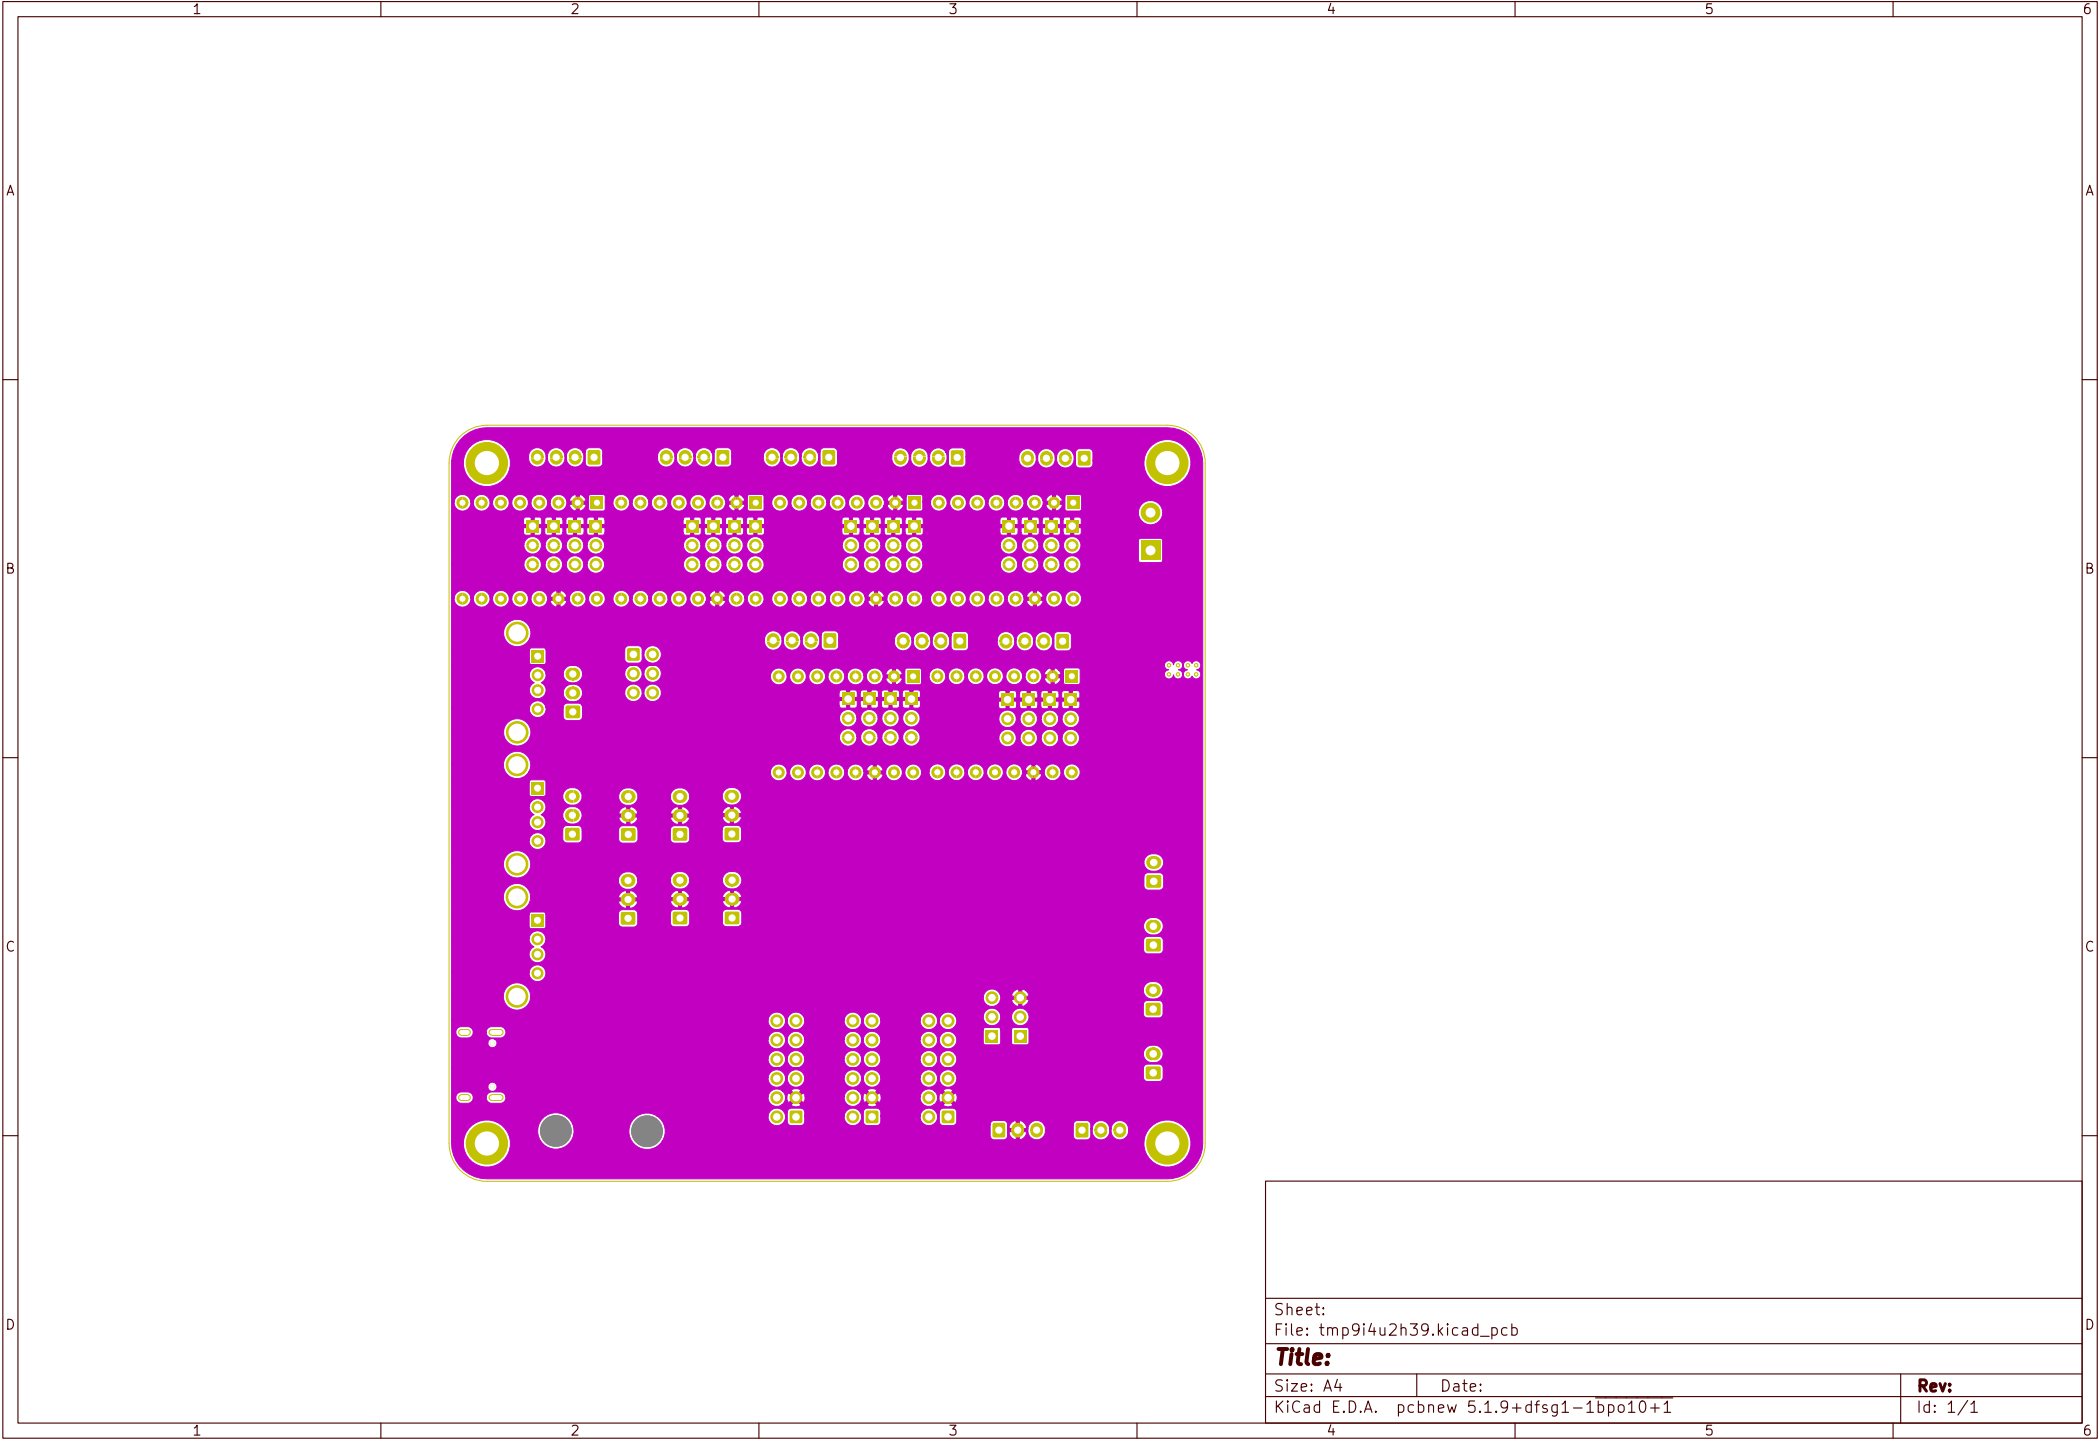 1 2 3 4 5 6
A A
B B
C C
D D
Sheet:
File: tmp9i4u2h39.kicad_pcb
Title:
Size: A4 Date: Rev:
KiCad E.D.A. pcbnew 5.1.9+dfsg1-1bpo10+1 Id: 1/1
1 2 3 4 5 6